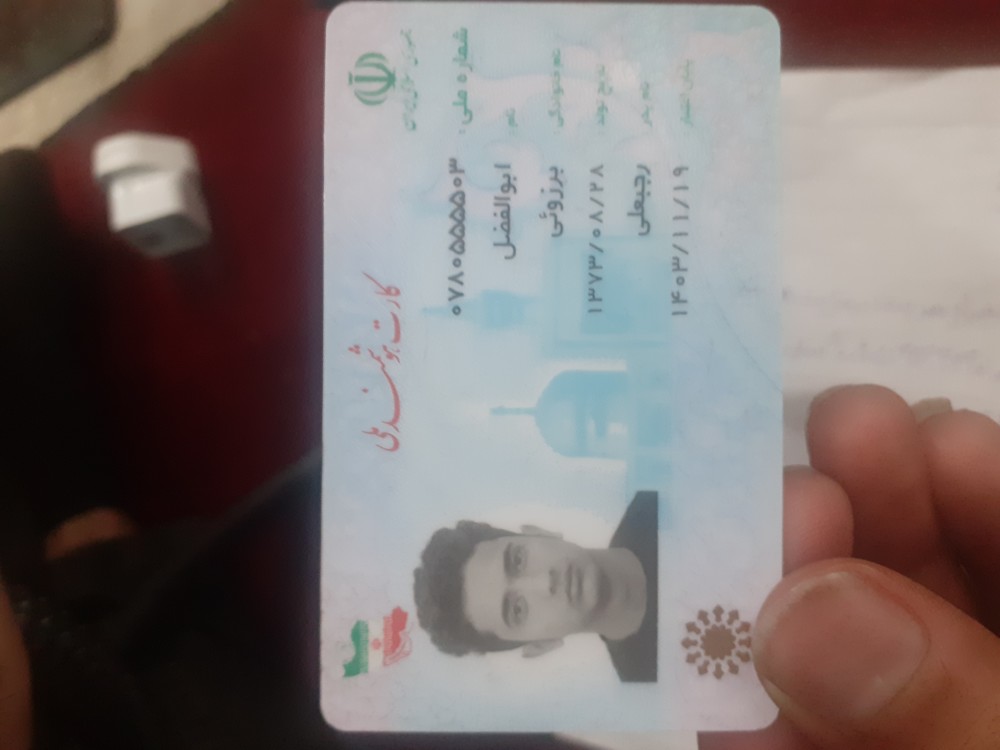 جمهوری اسلامی ایران
کارت هوشمند ملی
شماره ملی: ۰۷۸۰۵۵۵۵۰۳
نام: ابوالفضل
نام خانوادگی: برزوئی
تاریخ تولد: ۱۳۷۳/۰۸/۲۸
نام پدر: رجبعلی
پایان اعتبار: ۱۴۰۳/۱۱/۱۹